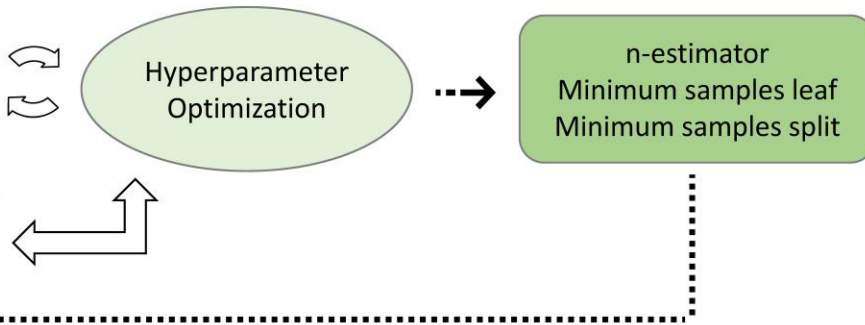 Hyperparameter
Optimization
n-estimator
Minimum samples leaf
Minimum samples split